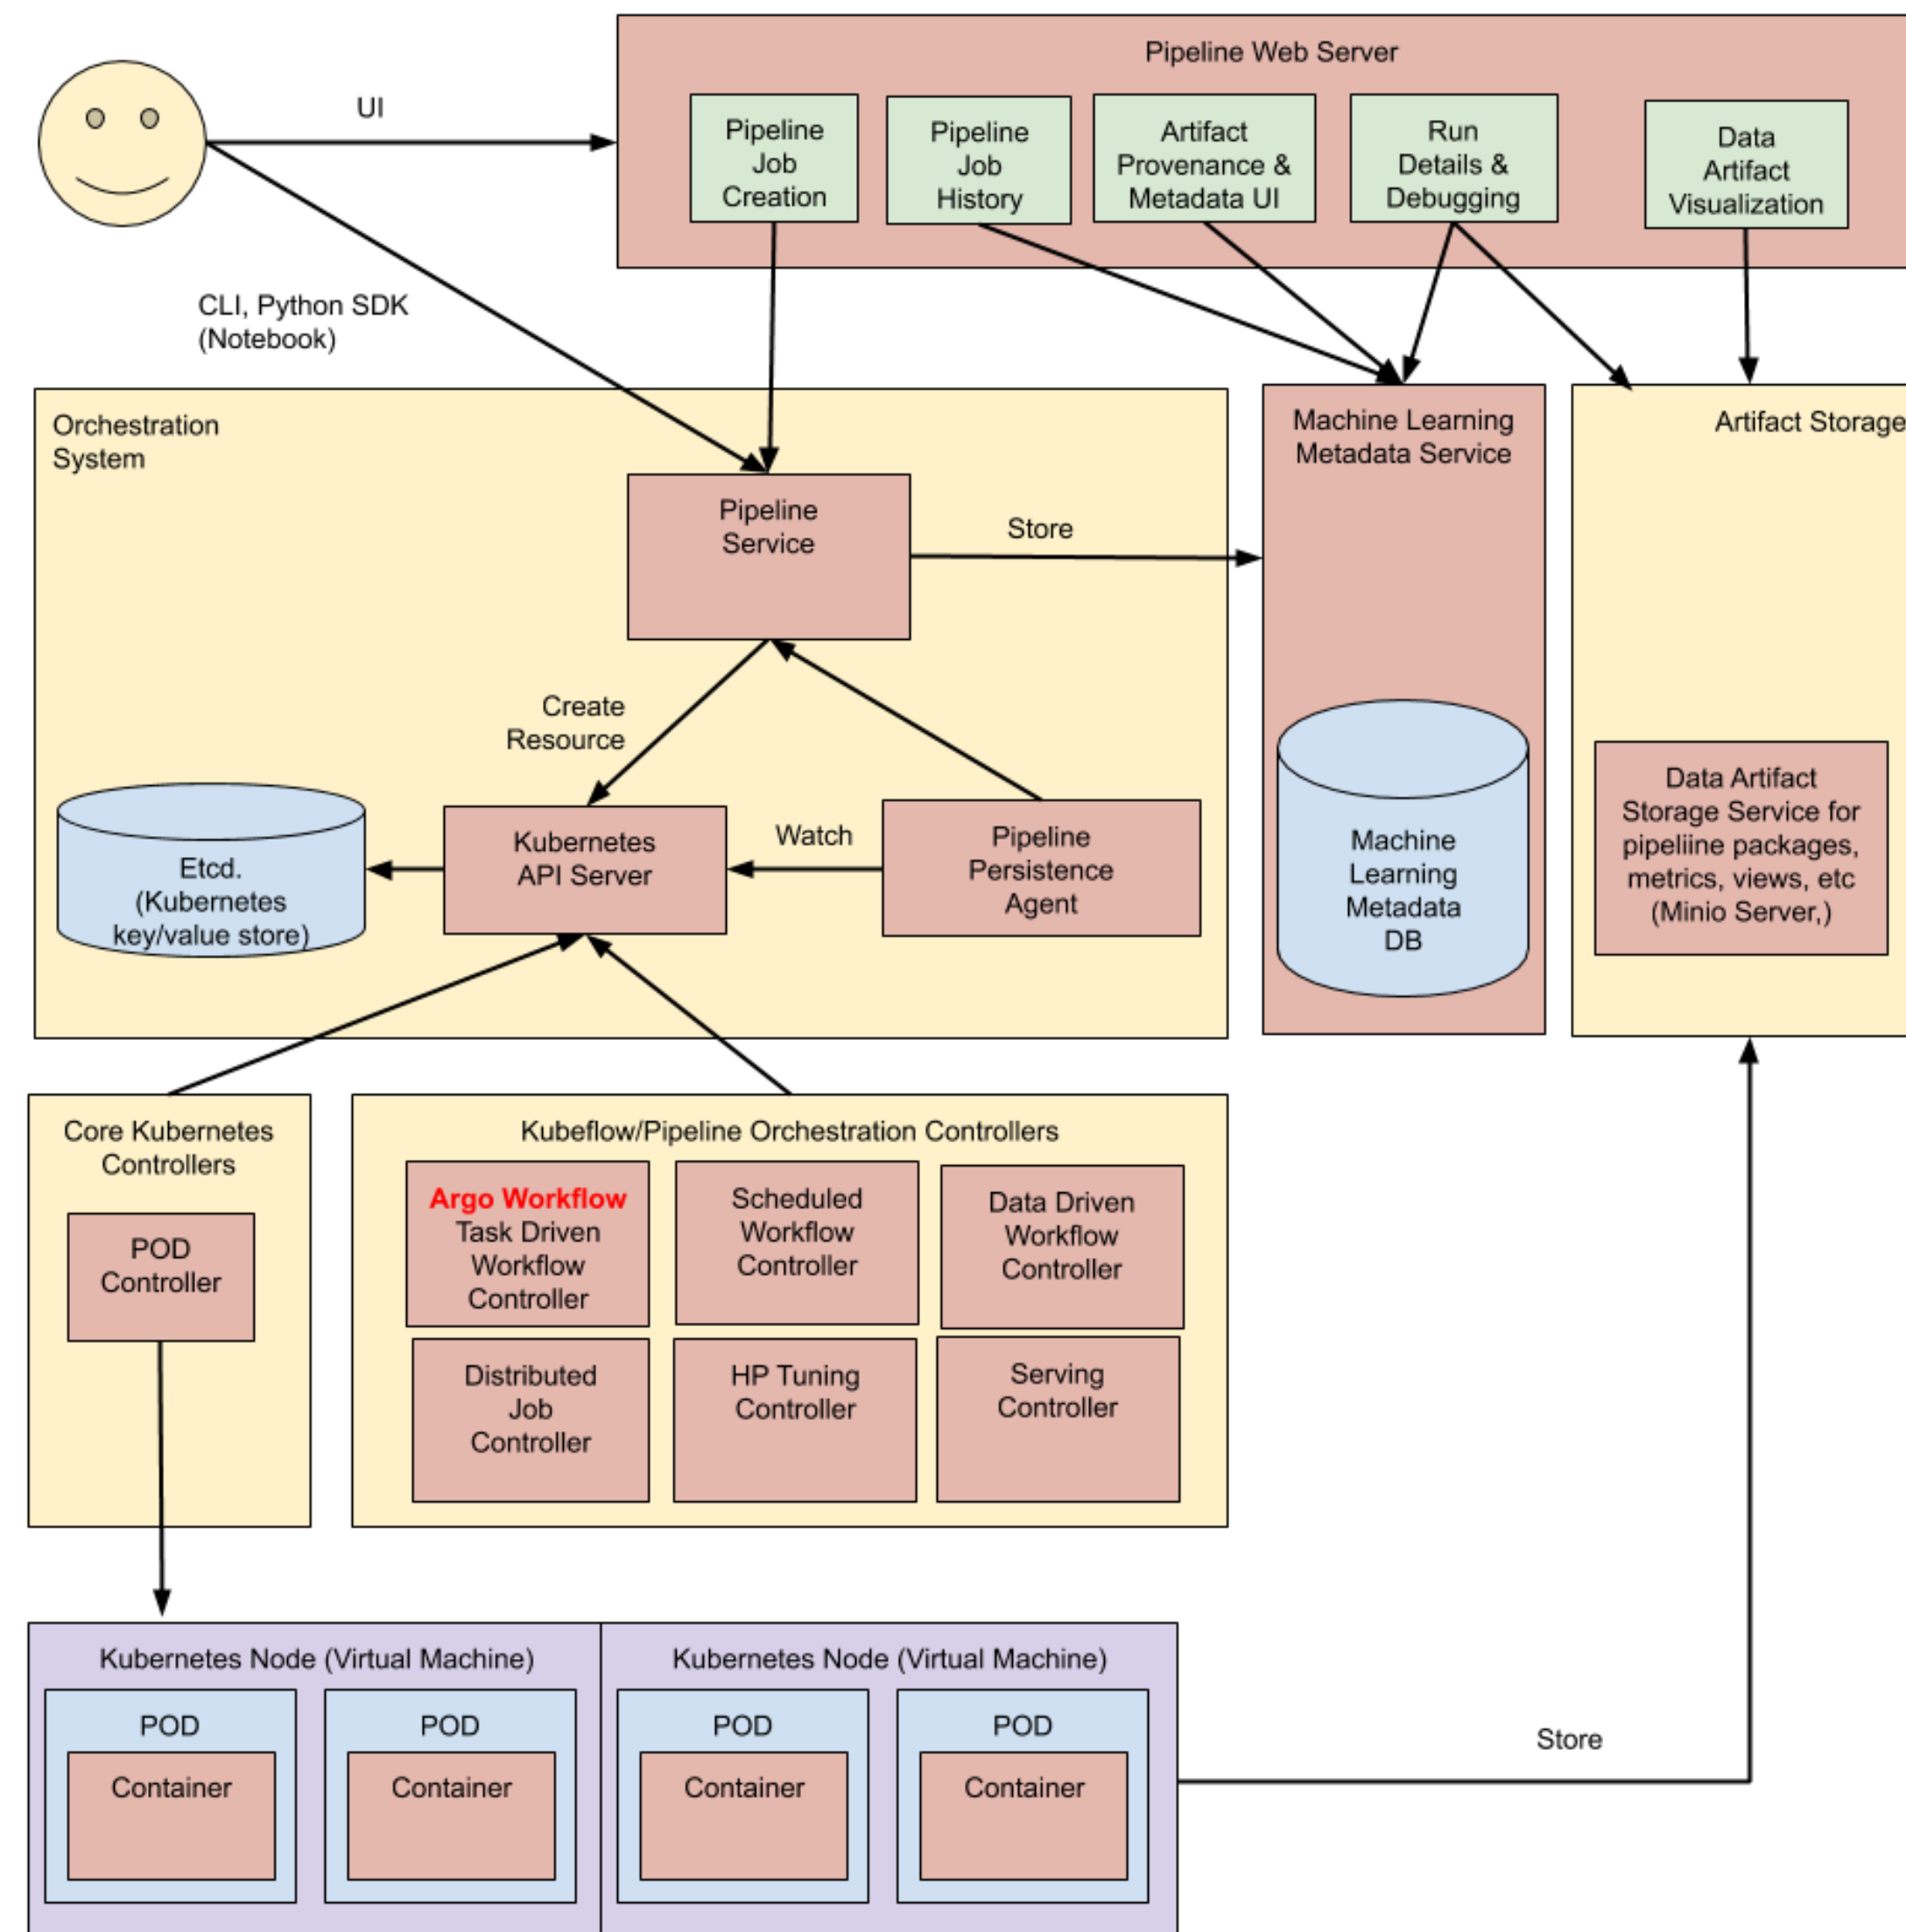 Pipeline Web Server
UI
Pipeline
Job
Creation
Pipeline
Job
History
Artifact
Provenance &
Metadata UI
Run
Details &
Debugging
Data
Artifact
Visualization
CLI, Python SDK
(Notebook)
Orchestration
System
Pipeline
Service
Store
Machine Learning
Metadata Service
Artifact Storage
Create
Resource
Etcd.
(Kubernetes
key/value store)
Kubernetes
API Server
Watch
Pipeline
Persistence
Agent
Machine
Learning
Metadata
DB
Data Artifact
Storage Service for
pipeliine packages,
metrics, views, etc
(Minio Server,)
Core Kubernetes
Controllers
POD
Controller
Kubeflow/Pipeline Orchestration Controllers
Argo Workflow
Task Driven
Workflow
Controller
Scheduled
Workflow
Controller
Data Driven
Workflow
Controller
Distributed
Job
Controller
HP Tuning
Controller
Serving
Controller
Kubernetes Node (Virtual Machine)
POD
Container
POD
Container
Kubernetes Node (Virtual Machine)
POD
Container
POD
Container
Store